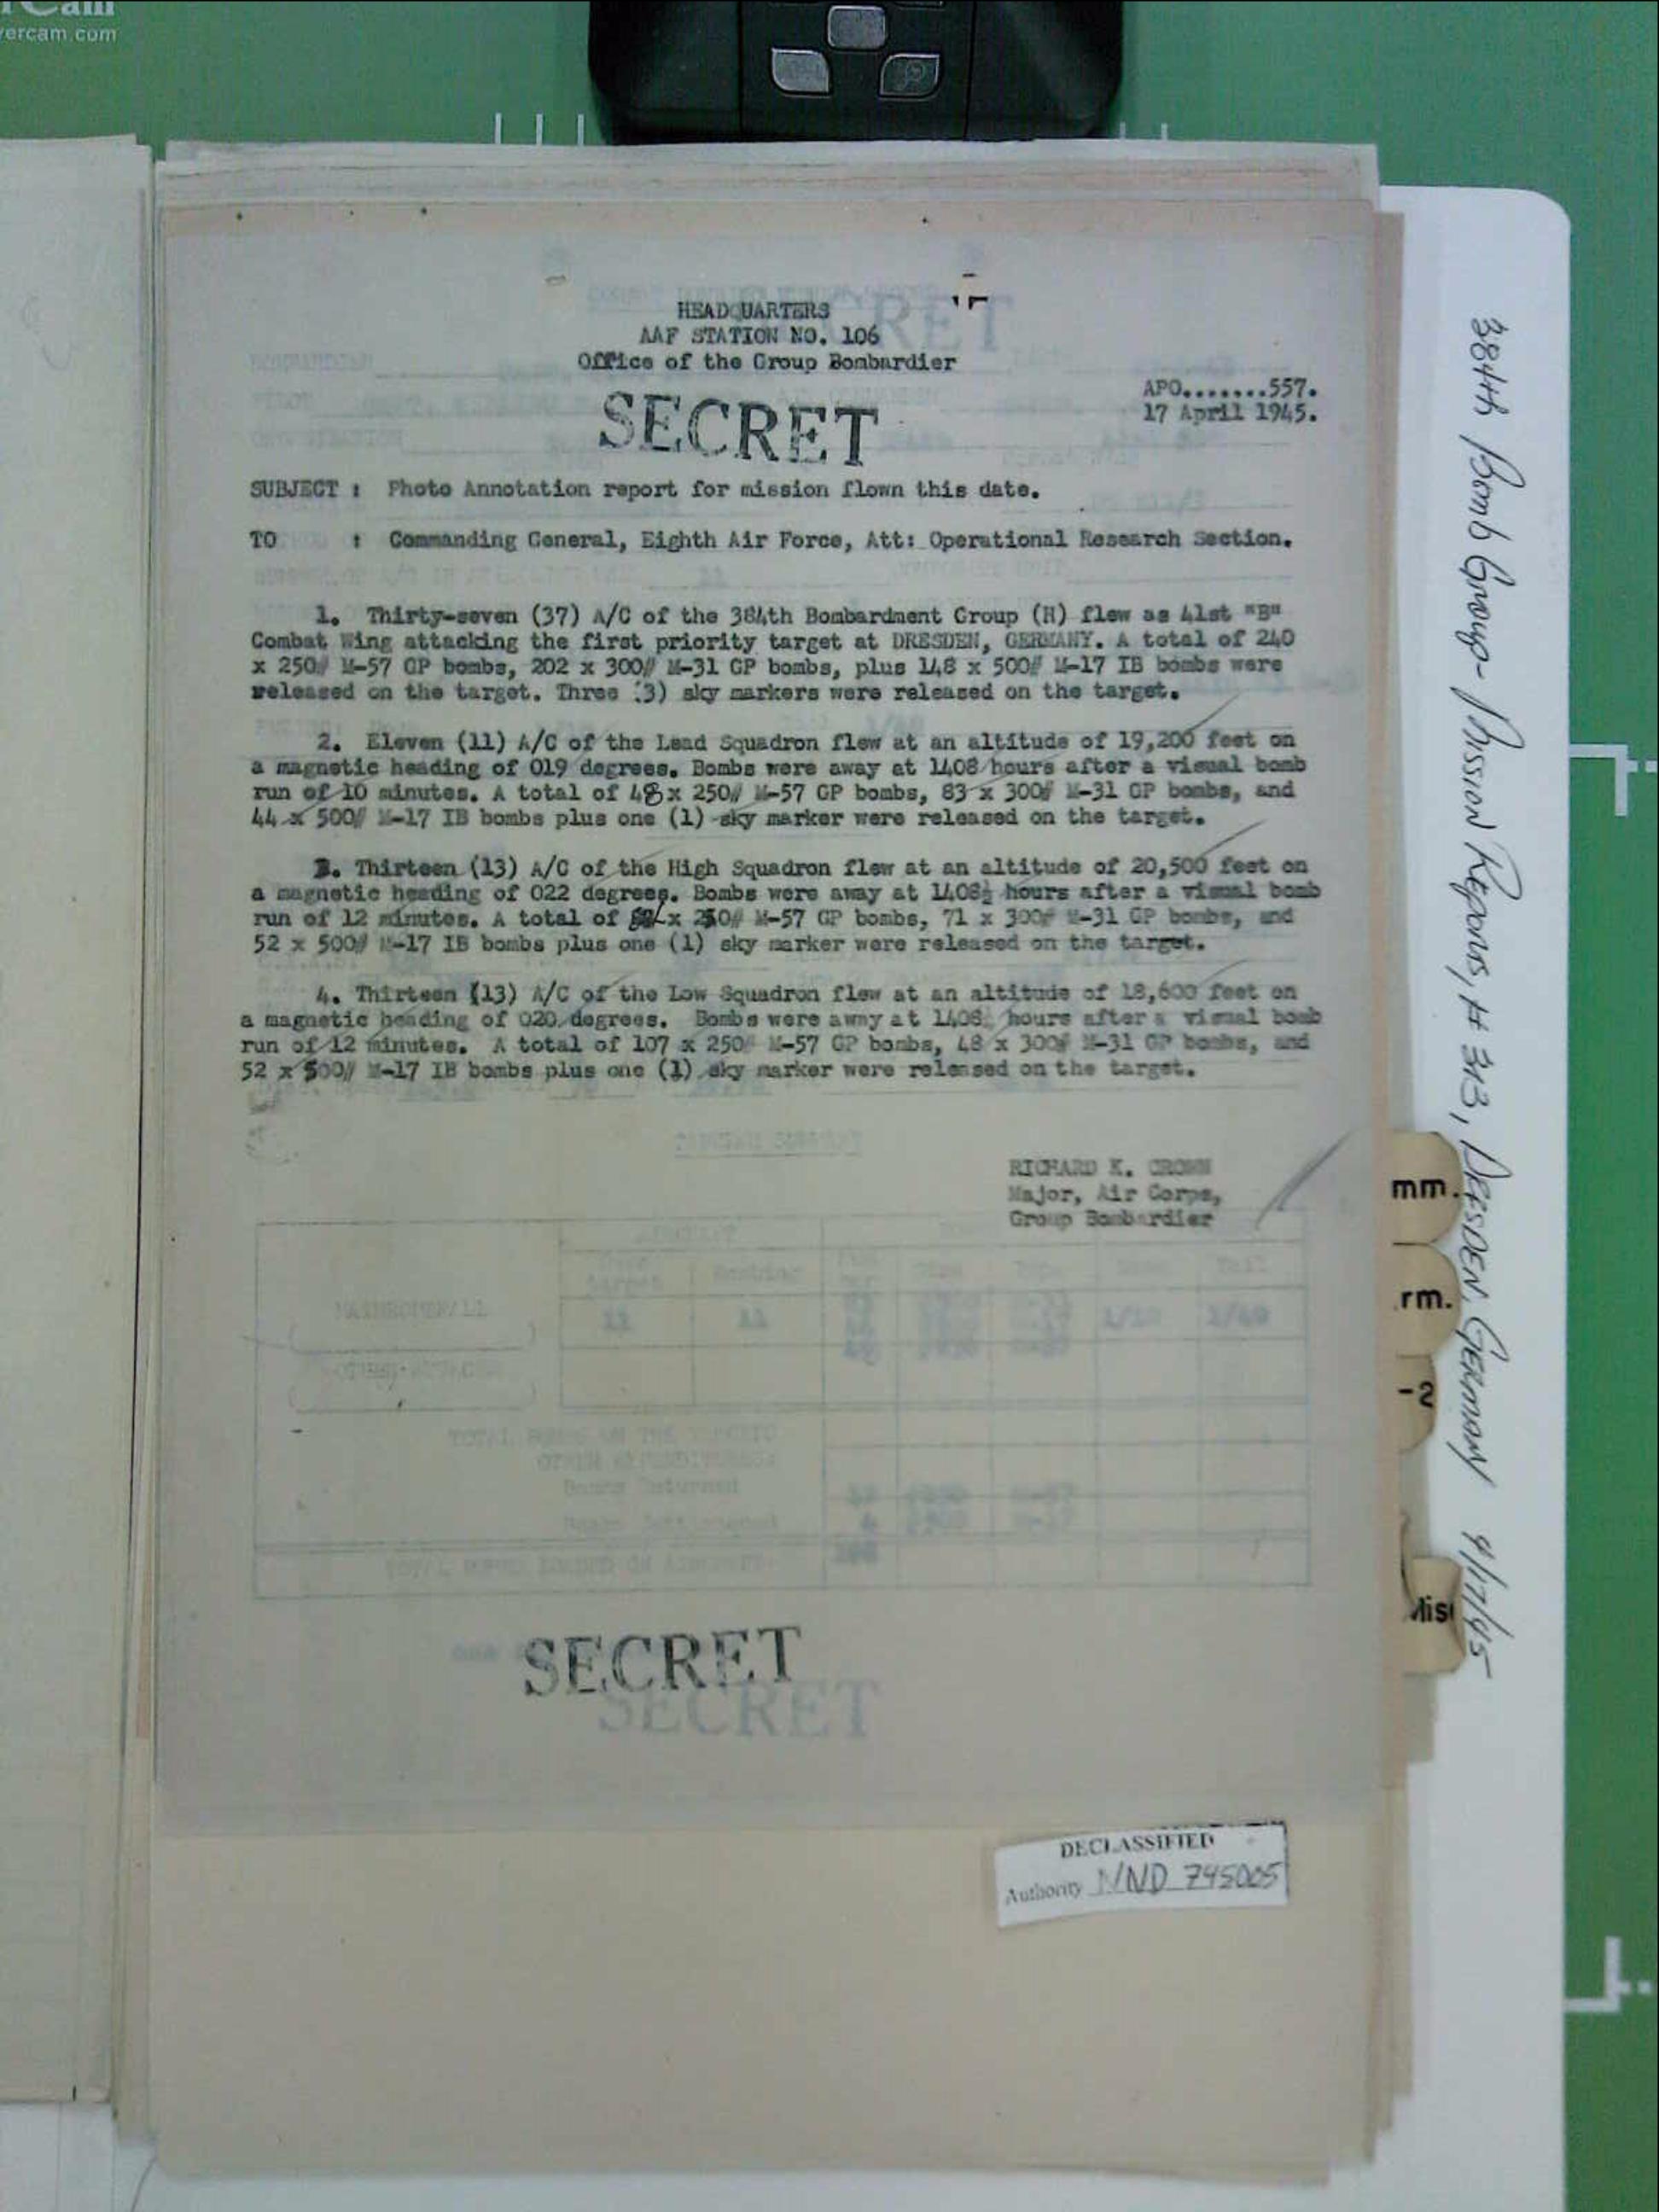 ercam.com
HEADQUARTERS
AAF STATION NO. 106
Office of the Group Bombardier
APO.......557.
17 April 1945.
SECRET
SUBJECT : Photo Annotation report for mission flown this date.
TO : Commanding General, Eighth Air Force, Att: Operational Research Section.
1. Thirty-seven (37) A/C of the 384th Bombardment Group (H) flew as 41st "B"
Combat Wing attacking the first priority target at DRESDEN, GERMANY. A total of 240
x 250# M-57 GP bombs, 202 x 300# M-31 GP bombs, plus 148 x 500# M-17 IB bombs were
released on the target. Three (3) sky markers were released on the target.
2. Eleven (11) A/C of the Lead Squadron flew at an altitude of 19,200 feet on
a magnetic heading of 019 degrees. Bombs were away at 1408 hours after a visual bomb
run of 10 minutes. A total of 48 x 250# M-57 GP bombs, 83 x 300# M-31 GP bombs, and
44 x 500# M-17 IB bombs plus one (1) sky marker were released on the target.
3. Thirteen (13) A/C of the High Squadron flew at an altitude of 20,500 feet on
a magnetic heading of 022 degrees. Bombs were away at 1408½ hours after a visual bomb
run of 12 minutes. A total of x 250# M-57 GP bombs, 71 x 300# M-31 GP bombs, and
52 x 500# M-17 IB bombs plus one (1) sky marker were released on the target.
4. Thirteen (13) A/C of the Low Squadron flew at an altitude of 18,600 feet on
a magnetic heading of 020 degrees. Bombs were away at hours after a visual bomb
run of 12 minutes. A total of 107 x 250# M-57 GP bombs, 48 x 300# M-31 GP bombs, and
52 x 500# M-17 IB bombs plus one (1) sky marker were released on the target.
RICHARD K. CROWN
Major, Air Corps,
Group Bombardier
SECRET
SECRET
DECLASSIFIED
Authority NND 745005
384th Bomb Group - Mission Reports, # 313, DRESDEN, GERMANY 4/17/45
mm.
rm.
-2
Mis